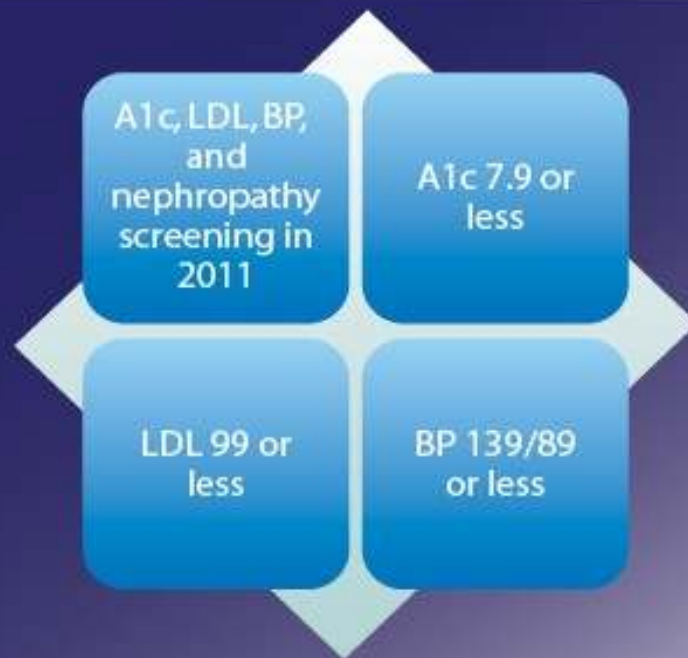 A1c, LDL, BP,
and
nephropathy
screening in
2011
A1c 7.9 or
less
LDL 99 or
less
BP 139/89
or less